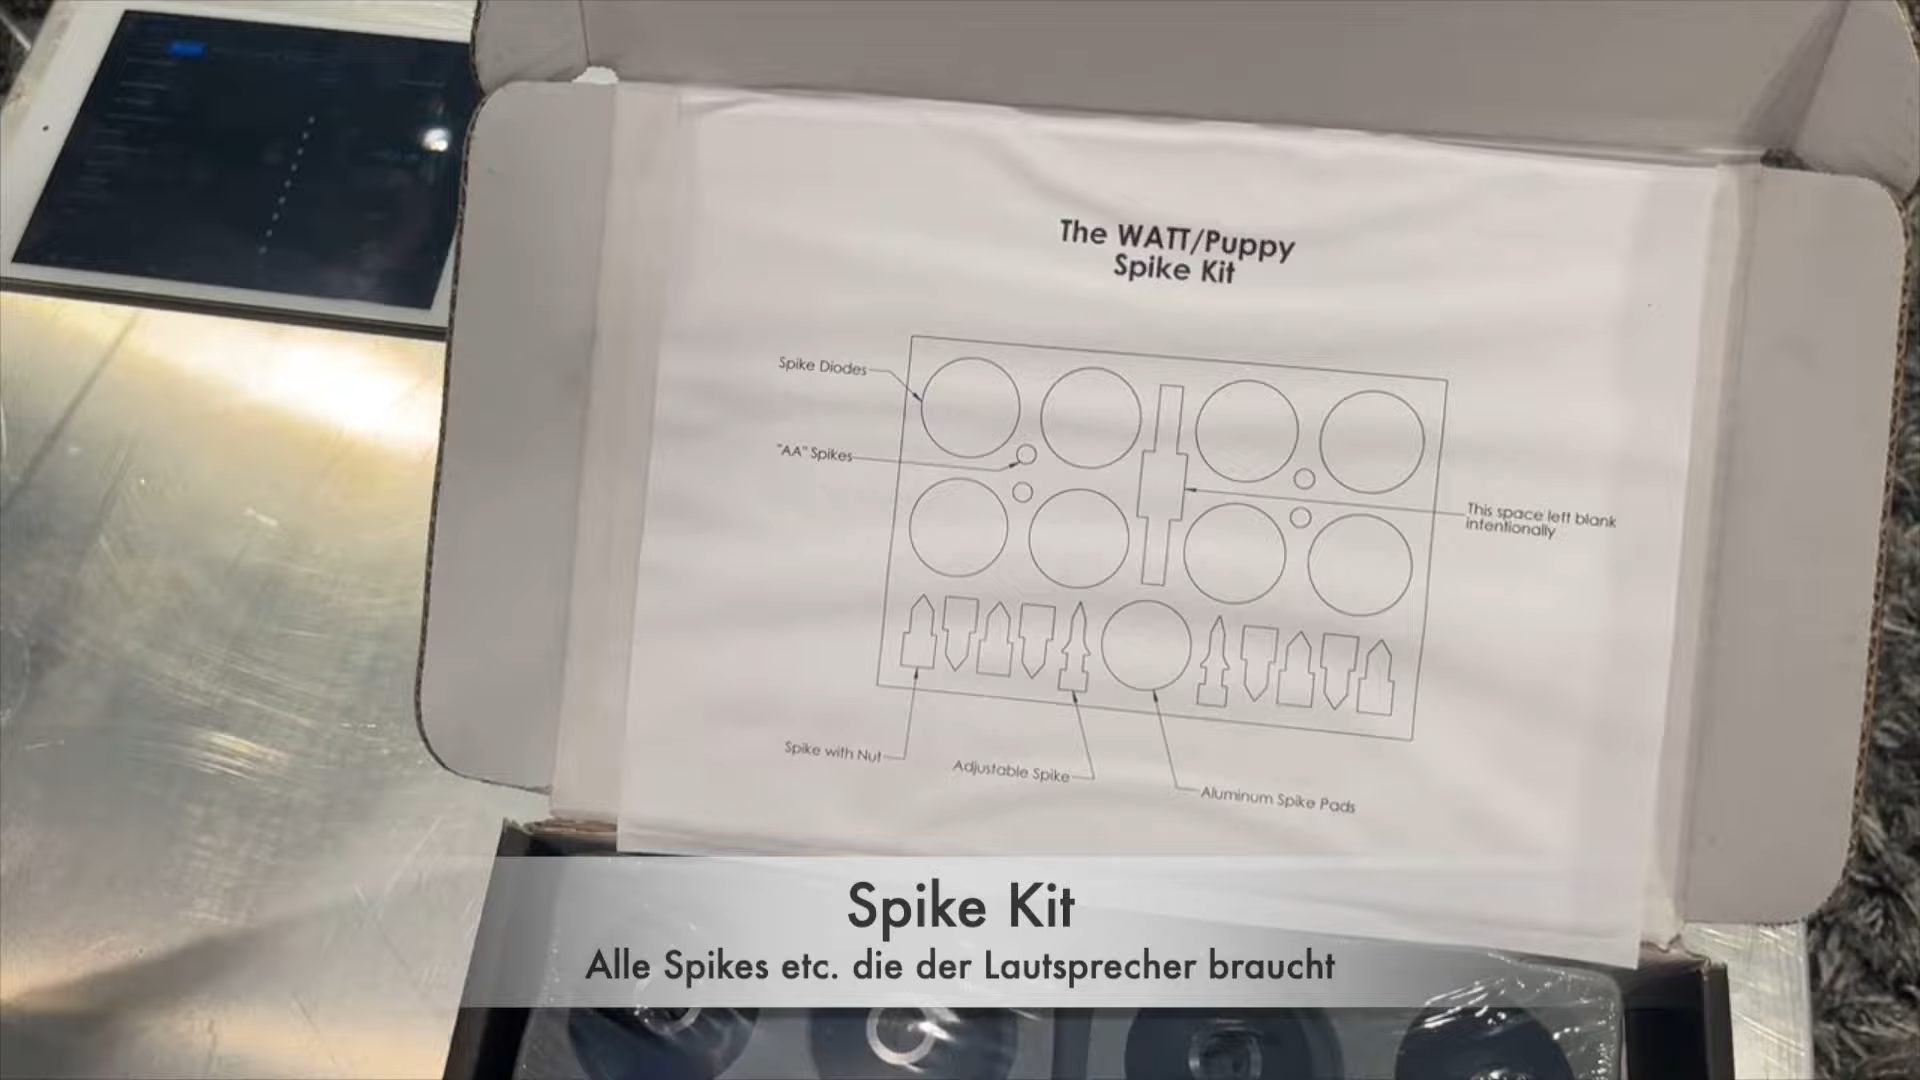 The WATT/Puppy
Spike Kit
Spike Diodes
"AA" Spikes
This space left blank
intentionally
Spike with Nut
Adjustable Spike
Aluminum Spike Pads
Spike Kit
Alle Spikes etc. die der Lautsprecher braucht